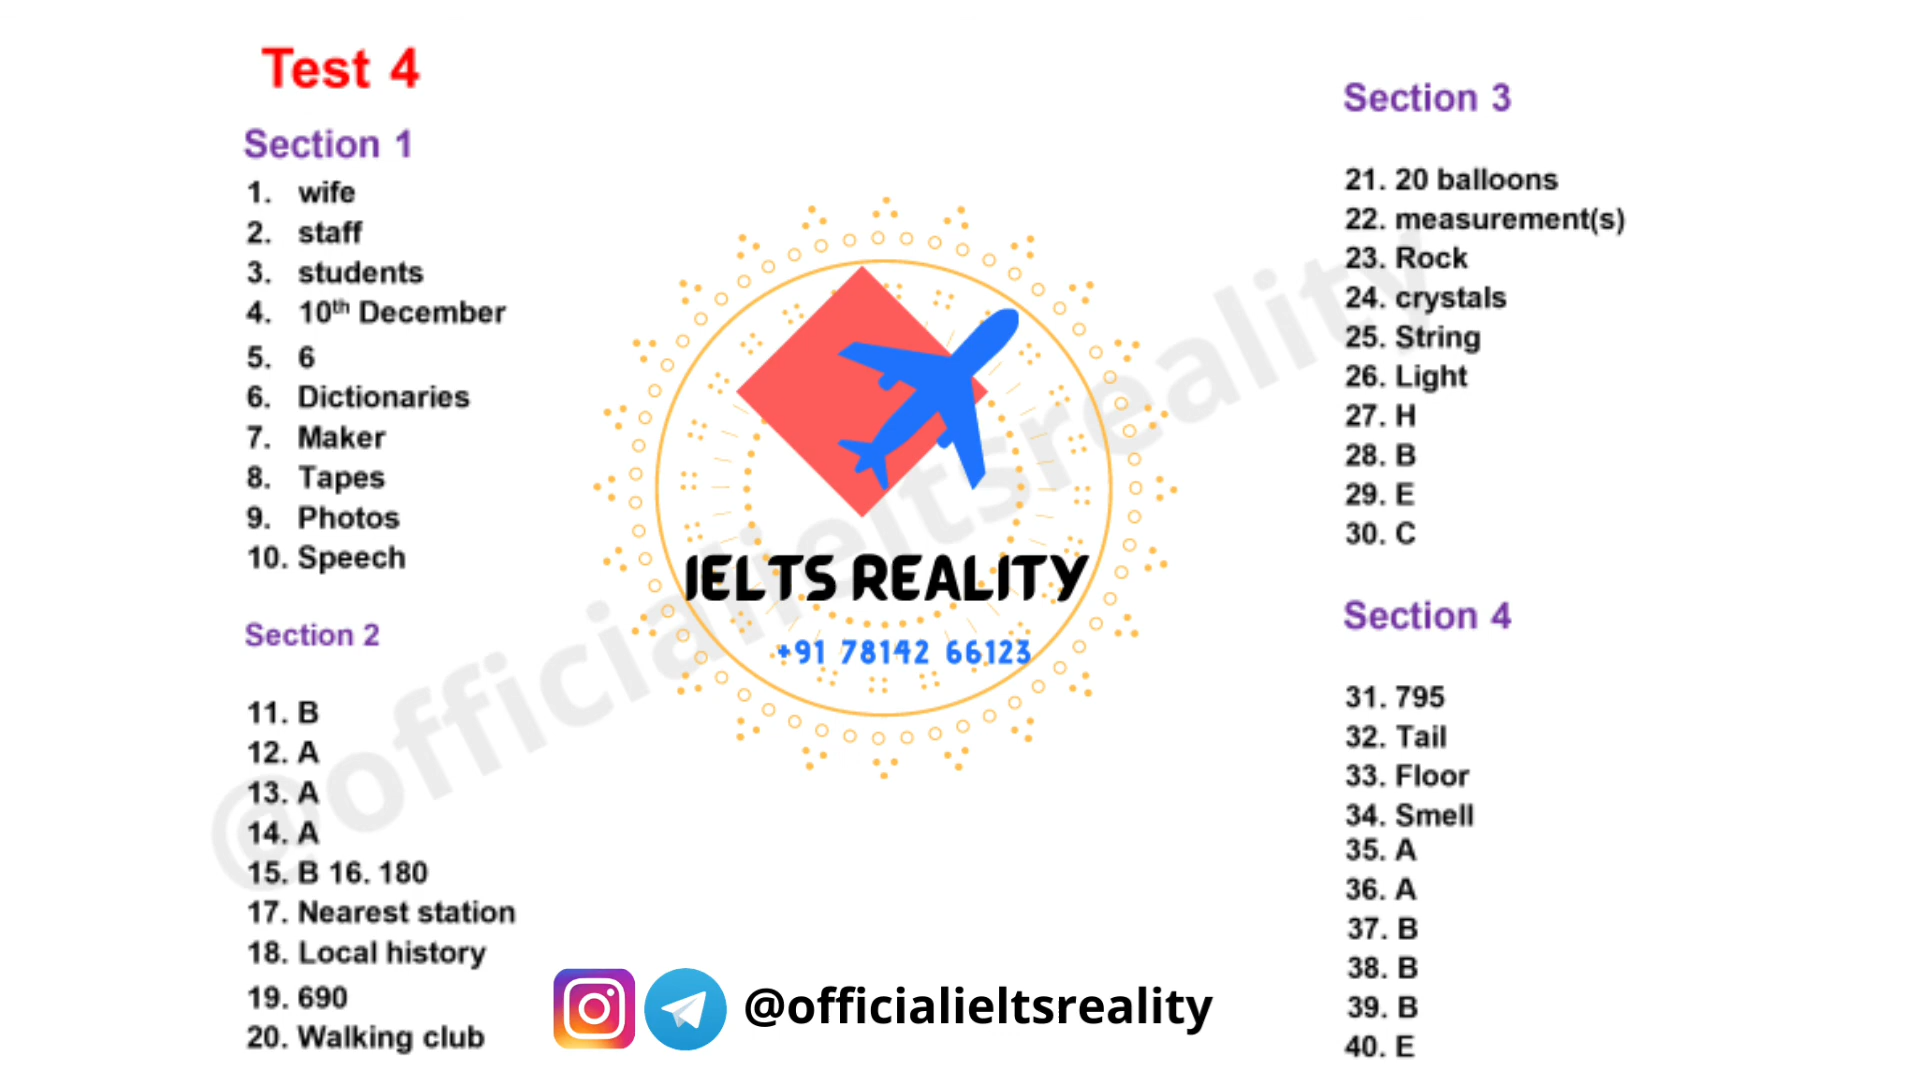 Test 4
Section 1
1. wife
2. staff
3. students
4. 10th December
5. 6
6. Dictionaries
7. Maker
8. Tapes
9. Photos
10. Speech
Section 2
11. B
12. A
13. A
14. A
15. B 16. 180
17. Nearest station
18. Local history
19. 690
20. Walking club
IELTS REALITY
+91 78142 66123
@officialieltsreality
@officialieltsreality
Section 3
21. 20 balloons
22. measurement(s)
23. Rock
24. crystals
25. String
26. Light
27. H
28. B
29. E
30. C
Section 4
31. 795
32. Tail
33. Floor
34. Smell
35. A
36. A
37. B
38. B
39. B
40. E